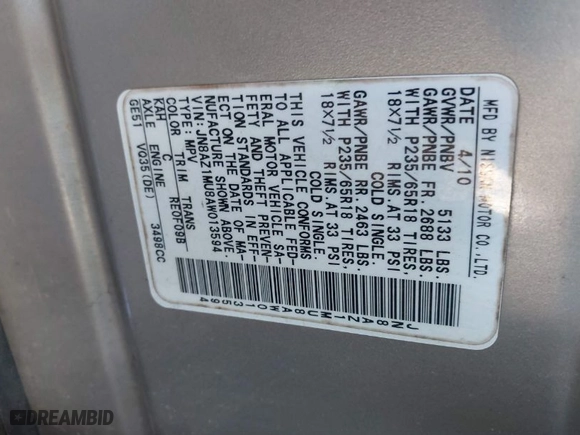 MFD BY NISSAN MOTOR CO.,LTD.
DATE 4/10
GVWR/PNBV 5133 LBS:
GAWR/PNBE FR. 2688 LBS:
WITH P235/65R18 TIRES,
18X7½ RIMS.AT 33 PSI
COLD SINGLE.
GAWR/PNBE RR. 2463 LBS.
WITH P235/65R18 TIRES,
18X7½ RIMS.AT 33 PSI
COLD SINGLE.
THIS VEHICLE CONFORMS
TO ALL APPLICABLE FED-
ERAL MOTOR VEHICLE SA-
FETY AND THEFT PREVEN-
TION STANDARDS IN EFF-
ECT ON THE DATE OF MA-
NUFACTURE SHOWN ABOVE.
VIN: JN8AZ1MU8AW013594
TYPE: MPV
COLOR TRIM TRANS
KAH C RE0F09B
AXLE ENGINE
GE51 VQ35(DE) 3498CC
JN8AZ1MU8AW013594
DREAMBID